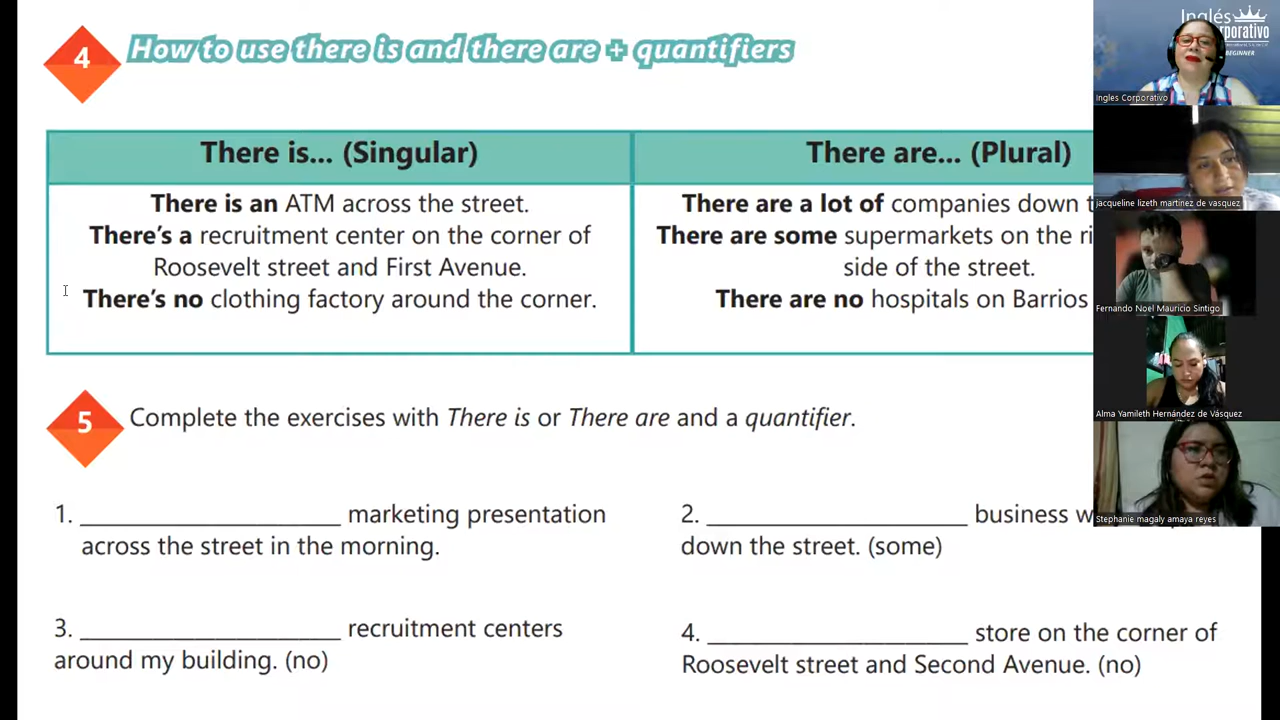 4
How to use there is and there are + quantifiers
There is... (Singular)
There are... (Plural)
There is an ATM across the street.
There's a recruitment center on the corner of
Roosevelt street and First Avenue.
There's no clothing factory around the corner.
There are a lot of companies down
There are some supermarkets on the
side of the street.
There are no hospitals on Barrios
5
Complete the exercises with There is or There are and a quantifier.
1. ____________________ marketing presentation
across the street in the morning.
2. ____________________ business
down the street. (some)
3. ____________________ recruitment centers
around my building. (no)
4. ____________________ store on the corner of
Roosevelt street and Second Avenue. (no)
Inglés
Corporativo
BEGINNER
Ingles Corporativo
jacqueline lizeth martinez de vasquez
Fernando Noel Mauricio Sintigo
Alma Yamileth Hernández de Vásquez
Stephanie magaly amaya reyes